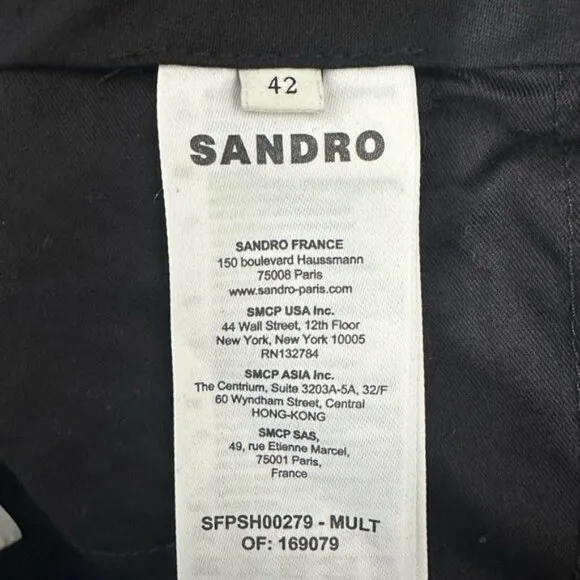 42
SANDRO
SANDRO FRANCE
150 boulevard Haussmann
75008 Paris
www.sandro-paris.com
SMCP USA Inc.
44 Wall Street, 12th Floor
New York, New York 10005
RN132784
SMCP ASIA Inc.
The Centrium, Suite 3203A-5A, 32/F
60 Wyndham Street, Central
HONG-KONG
SMCP SAS,
49, rue Etienne Marcel,
75001 Paris,
France
SFPSH00279 - MULT
OF: 169079